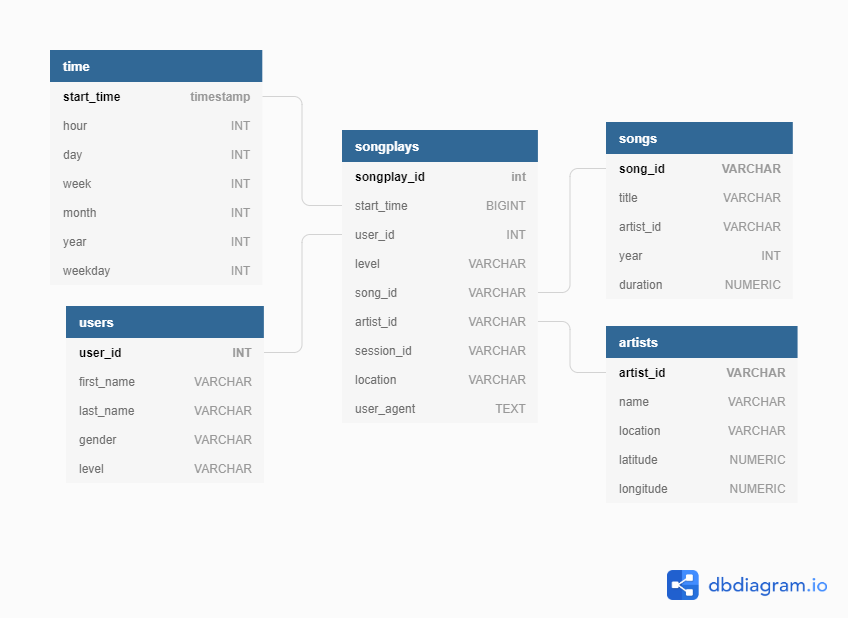 time
start_time timestamp
hour INT
day INT
week INT
month INT
year INT
weekday INT
users
user_id INT
first_name VARCHAR
last_name VARCHAR
gender VARCHAR
level VARCHAR
songplays
songplay_id int
start_time BIGINT
user_id INT
level VARCHAR
song_id VARCHAR
artist_id VARCHAR
session_id VARCHAR
location VARCHAR
user_agent TEXT
songs
song_id VARCHAR
title VARCHAR
artist_id VARCHAR
year INT
duration NUMERIC
artists
artist_id VARCHAR
name VARCHAR
location VARCHAR
latitude NUMERIC
longitude NUMERIC
dbdiagram.io